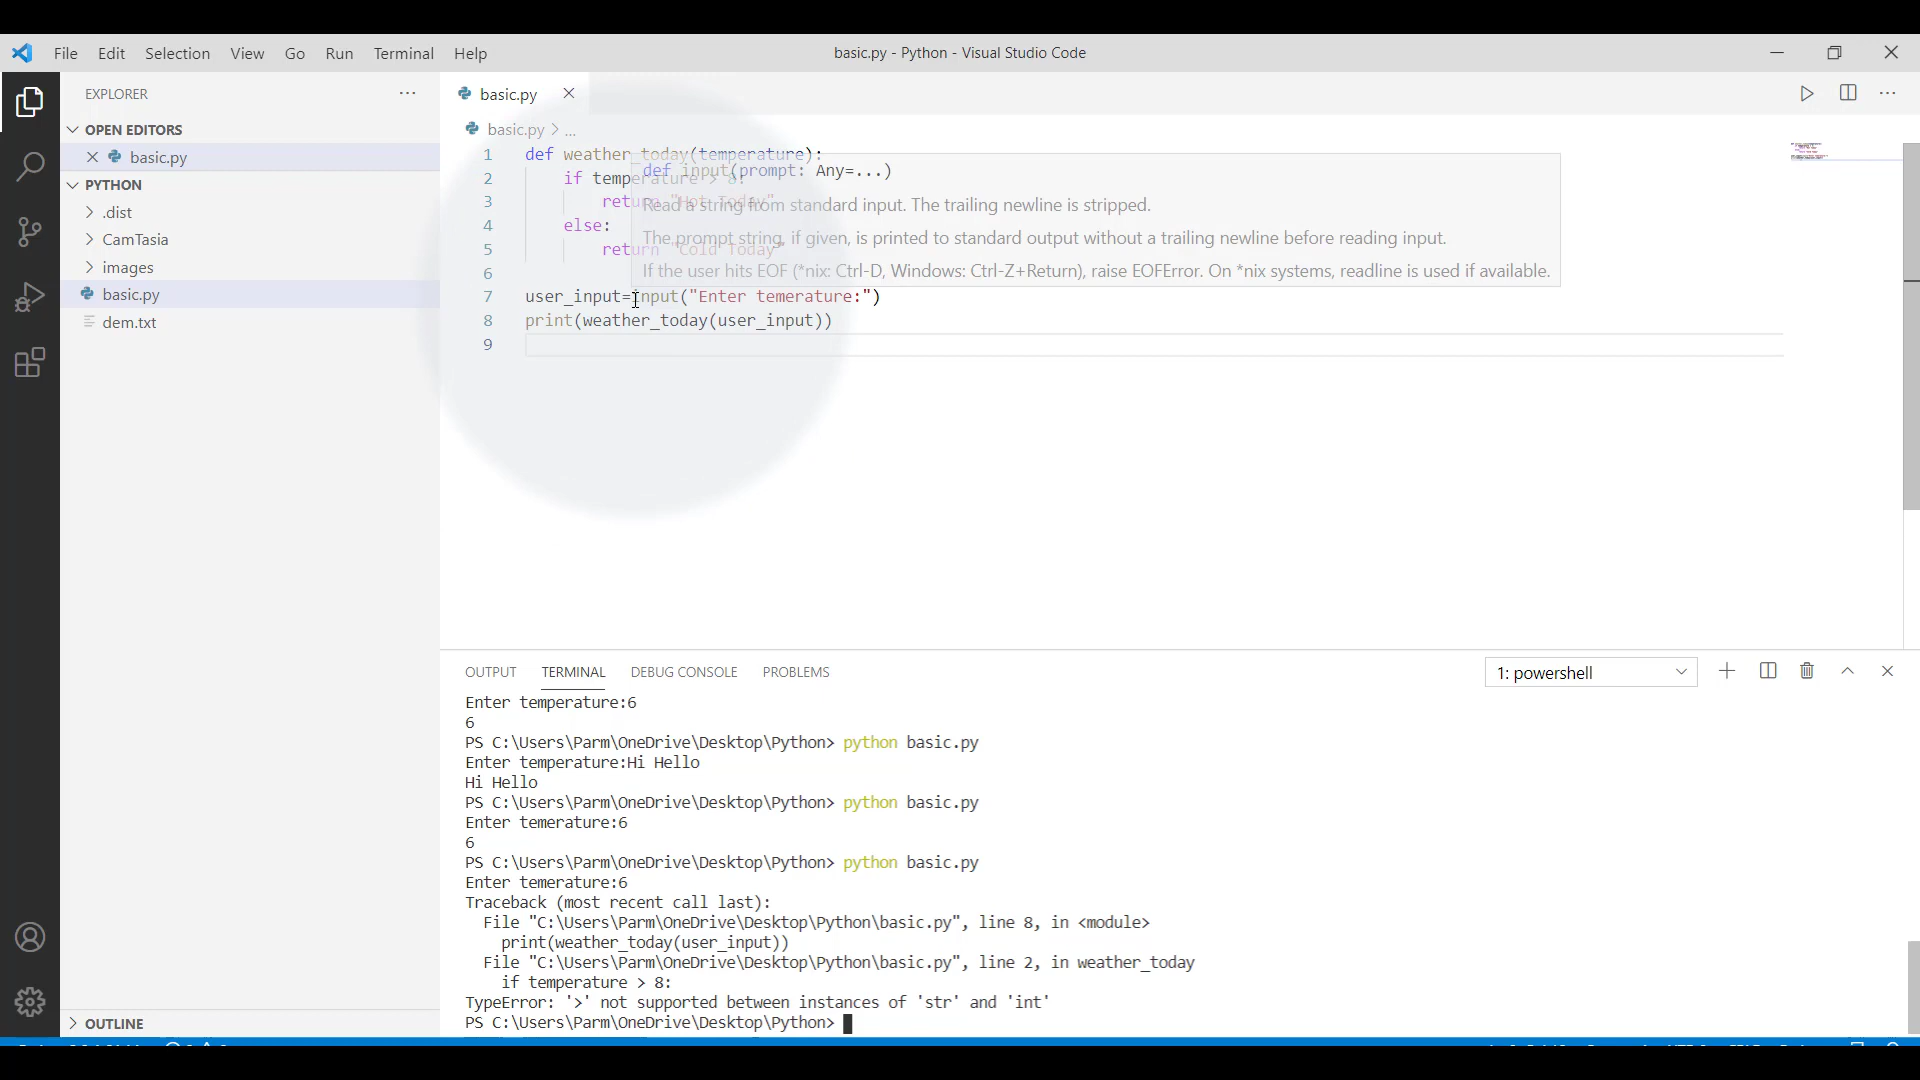 File Edit Selection View Go Run Terminal Help
basic.py - Python - Visual Studio Code
EXPLORER
OPEN EDITORS
basic.py
PYTHON
.dist
CamTasia
images
basic.py
dem.txt
OUTLINE
basic.py
basic.py > ...
1 def weather_today(temperature):
2 if temperature > 8:
3 return "Hot Today"
4 else:
5 return "Cold Today"
6
7 user_input=input("Enter temerature:")
8 print(weather_today(user_input))
9
def input(prompt: Any=...)
Read a string from standard input. The trailing newline is stripped.
The prompt string, if given, is printed to standard output without a trailing newline before reading input.
If the user hits EOF (*nix: Ctrl-D, Windows: Ctrl-Z+Return), raise EOFError. On *nix systems, readline is used if available.
OUTPUT TERMINAL DEBUG CONSOLE PROBLEMS
1: powershell
Enter temperature:6
6
PS C:\Users\Parm\OneDrive\Desktop\Python> python basic.py
Enter temperature:Hi Hello
Hi Hello
PS C:\Users\Parm\OneDrive\Desktop\Python> python basic.py
Enter temerature:6
6
PS C:\Users\Parm\OneDrive\Desktop\Python> python basic.py
Enter temerature:6
Traceback (most recent call last):
File "C:\Users\Parm\OneDrive\Desktop\Python\basic.py", line 8, in <module>
print(weather_today(user_input))
File "C:\Users\Parm\OneDrive\Desktop\Python\basic.py", line 2, in weather_today
if temperature > 8:
TypeError: '>' not supported between instances of 'str' and 'int'
PS C:\Users\Parm\OneDrive\Desktop\Python>